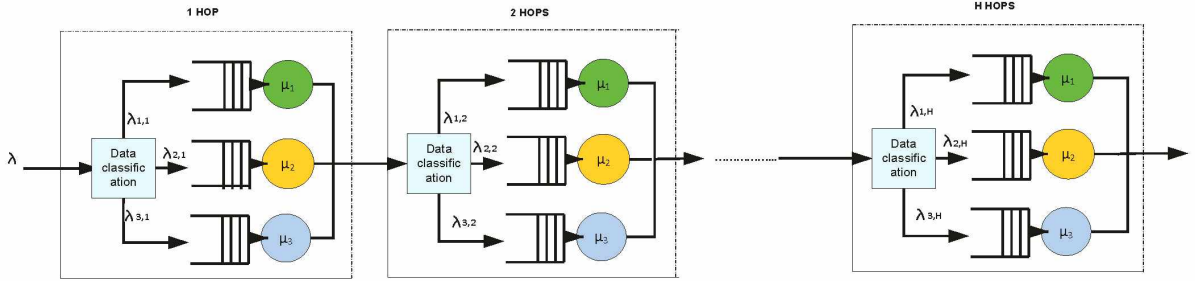 1 HOP
2 HOPS
H HOPS
λ
Data
classific
ation
λ1,1
λ2,1
λ3,1
μ1
μ2
μ3
Data
classific
ation
λ1,2
λ2,2
λ3,2
μ1
μ2
μ3
Data
classific
ation
λ1,H
λ2,H
λ3,H
μ1
μ2
μ3